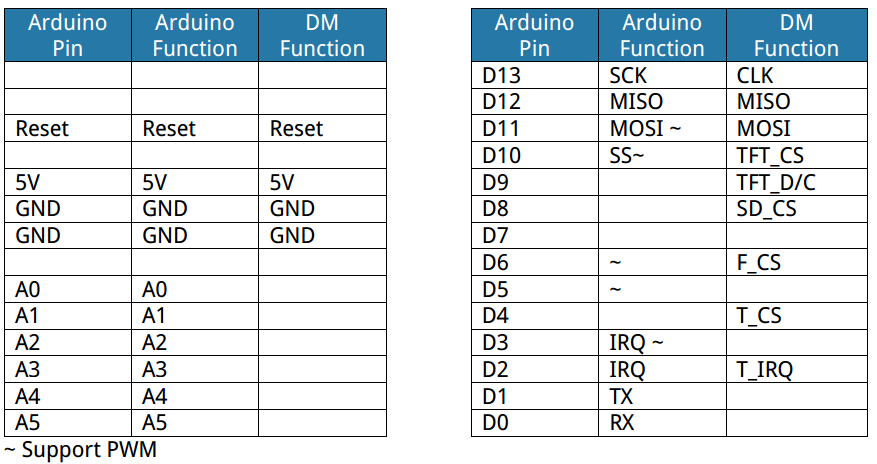 Arduino Pin Arduino Function DM Function
Reset Reset Reset
5V 5V 5V
GND GND GND
GND GND GND
A0 A0
A1 A1
A2 A2
A3 A3
A4 A4
A5 A5
~ Support PWM
Arduino Pin Arduino Function DM Function
D13 SCK CLK
D12 MISO MISO
D11 MOSI ~ MOSI
D10 SS~ TFT_CS
D9 TFT_D/C
D8 SD_CS
D7
D6 ~ F_CS
D5 ~
D4 T_CS
D3 IRQ ~
D2 IRQ T_IRQ
D1 TX
D0 RX